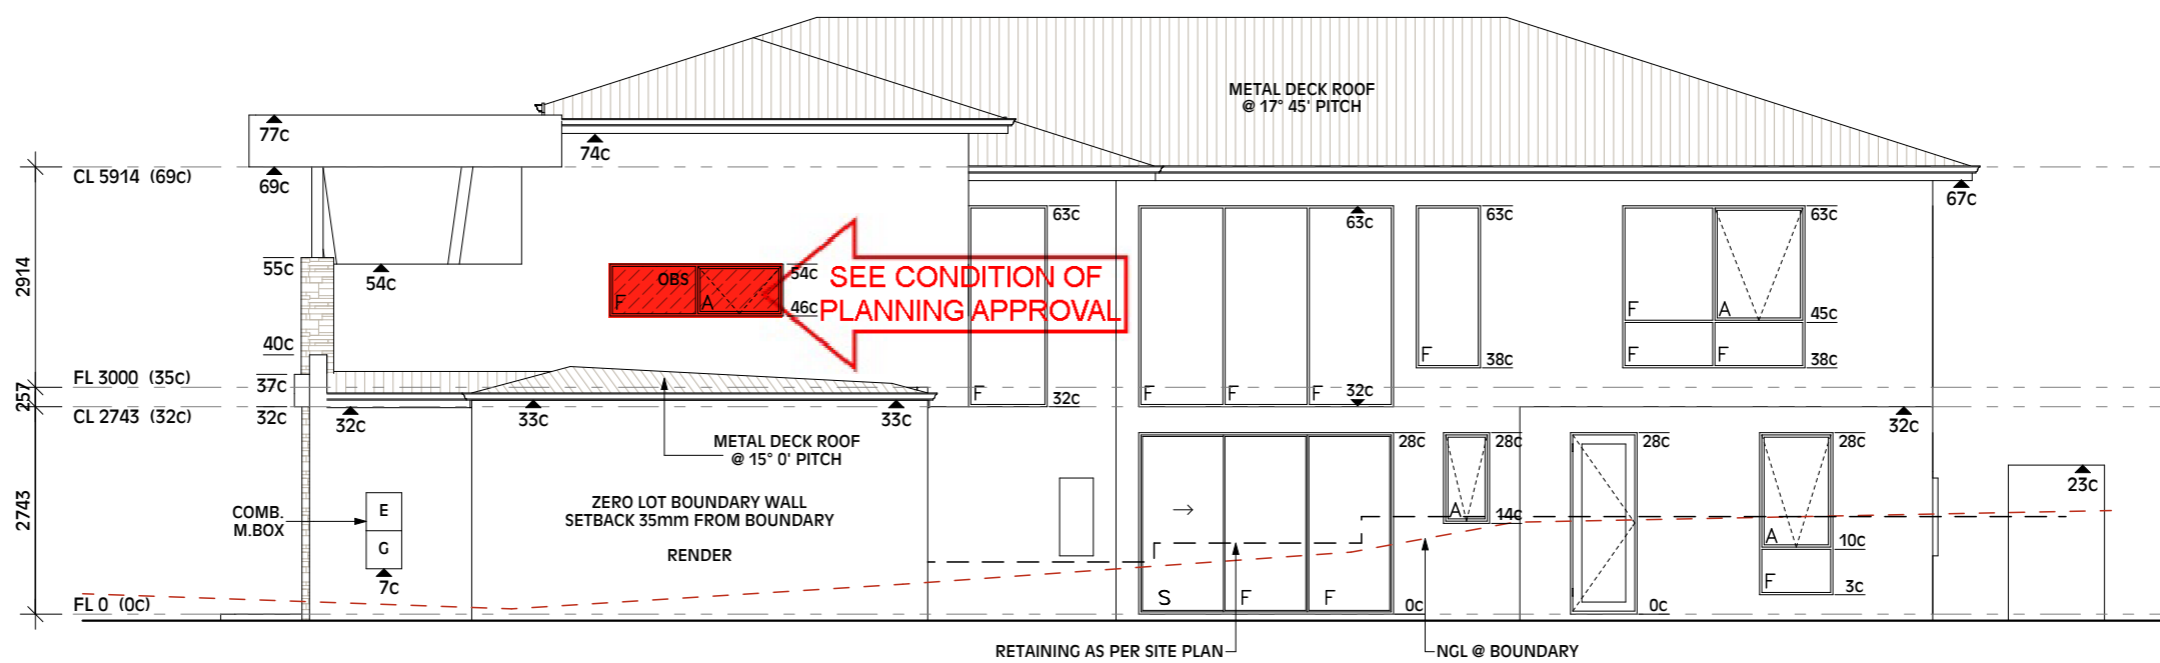 METAL DECK ROOF
@ 17° 45' PITCH
77c
74c
CL 5914 (69c)
69c
67c
63c
63c
63c
63c
2914
55c
54c
OBS
F
A
54c
46c
SEE CONDITION OF
PLANNING APPROVAL
F
A
45c
40c
F
38c
F
F
38c
FL 3000 (35c)
37c
257
F
32c
F
F
F
32c
CL 2743 (32c)
32c
32c
33c
33c
32c
METAL DECK ROOF
@ 15° 0' PITCH
28c
28c
28c
28c
23c
2743
COMB.
M.BOX
E
G
7c
ZERO LOT BOUNDARY WALL
SETBACK 35mm FROM BOUNDARY
RENDER
A
14c
A
10c
F
3c
FL 0 (0c)
S
F
F
0c
0c
RETAINING AS PER SITE PLAN
NGL @ BOUNDARY